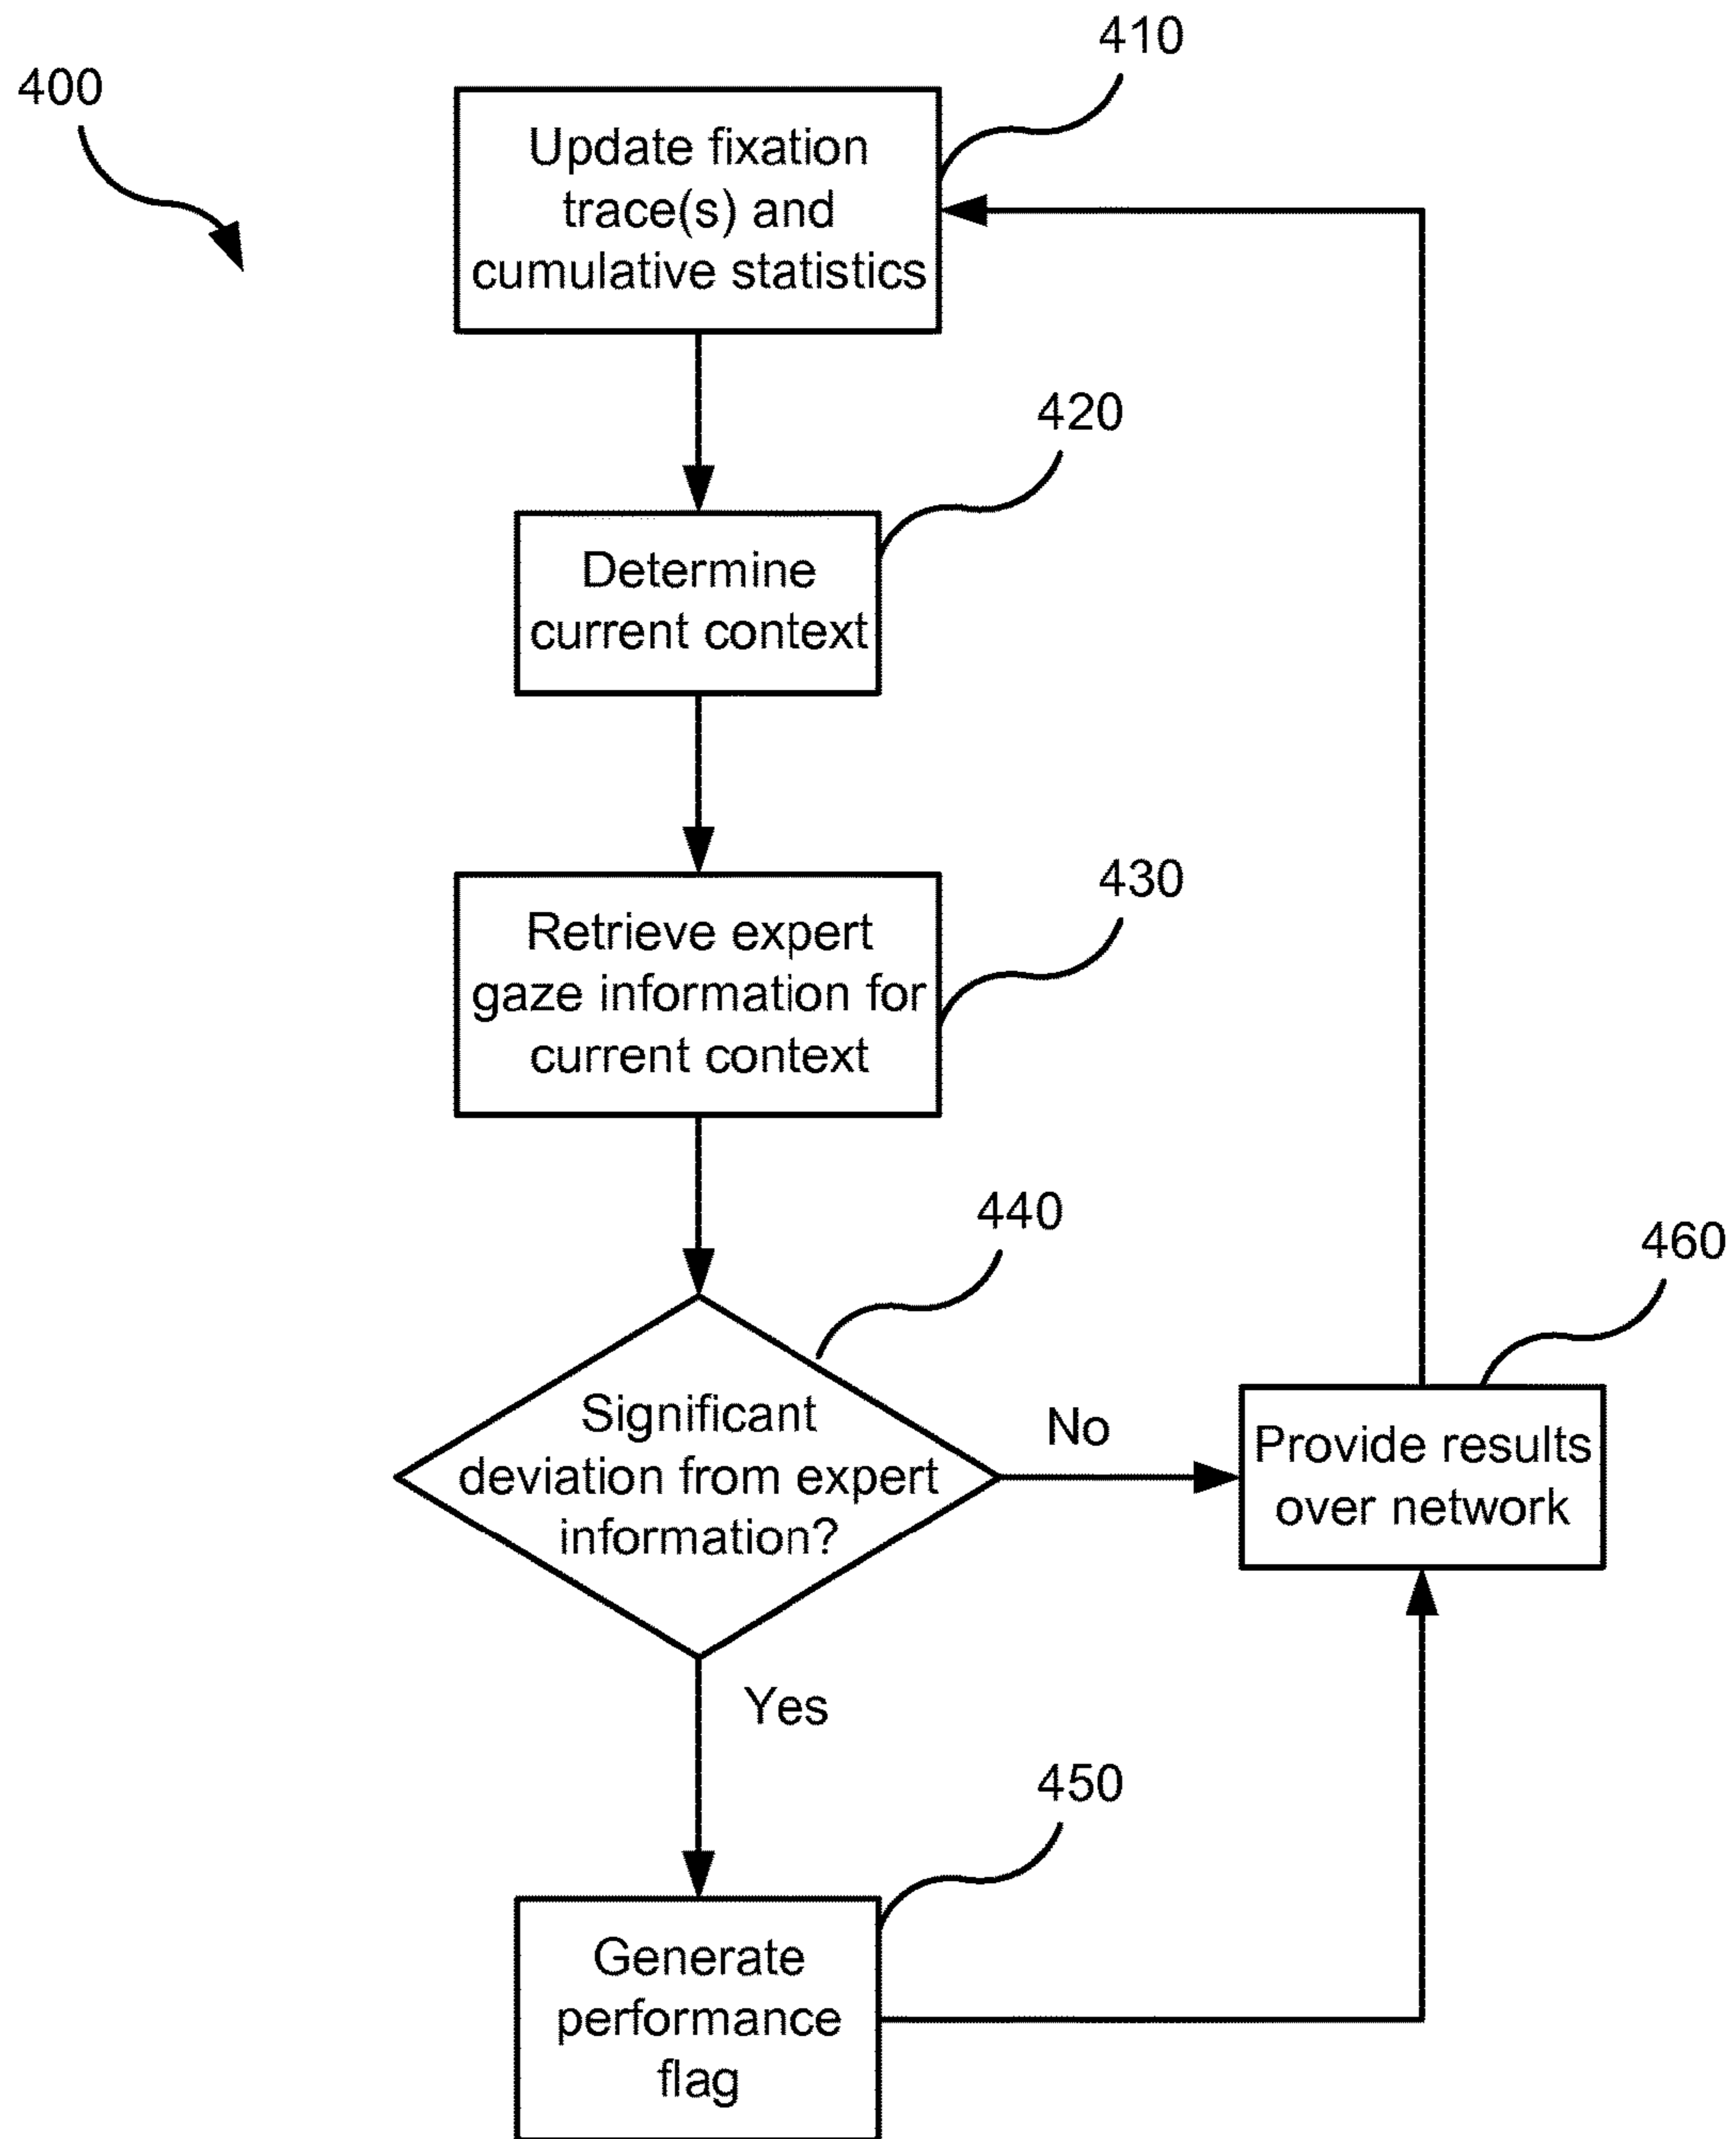 400
410
Update fixation
trace(s) and
cumulative statistics
420
Determine
current context
430
Retrieve expert
gaze information for
current context
440
Significant
deviation from expert
information?
No
460
Provide results
over network
Yes
450
Generate
performance
flag